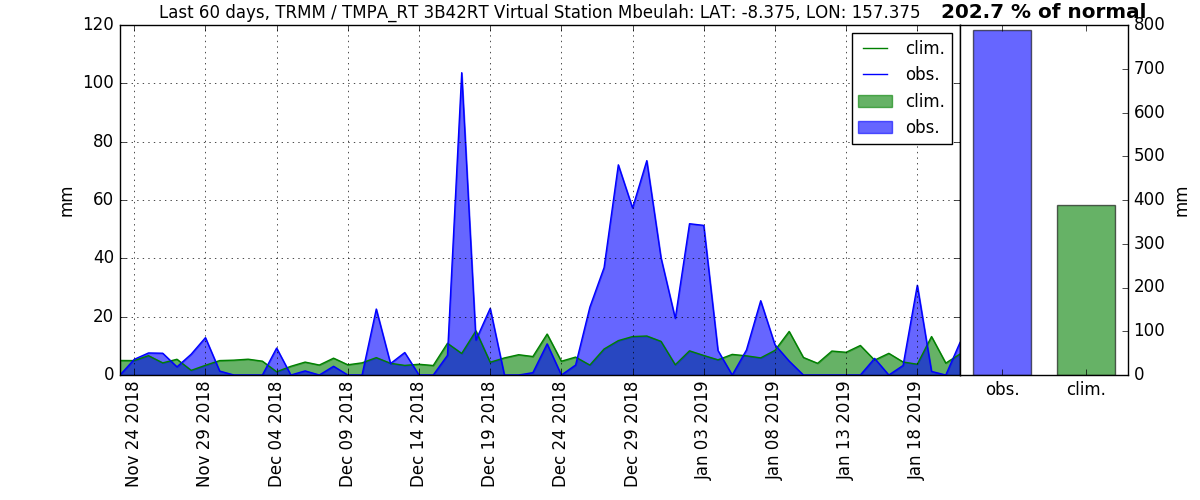 Last 60 days, TRMM / TMPA_RT 3B42RT Virtual Station Mbeulah: LAT: -8.375, LON: 157.375
202.7 % of normal
120
100
80
60
40
20
0
mm
clim.
obs.
clim.
obs.
Nov 24 2018
Nov 29 2018
Dec 04 2018
Dec 09 2018
Dec 14 2018
Dec 19 2018
Dec 24 2018
Dec 29 2018
Jan 03 2019
Jan 08 2019
Jan 13 2019
Jan 18 2019
800
700
600
500
400
300
200
100
0
mm
obs.
clim.